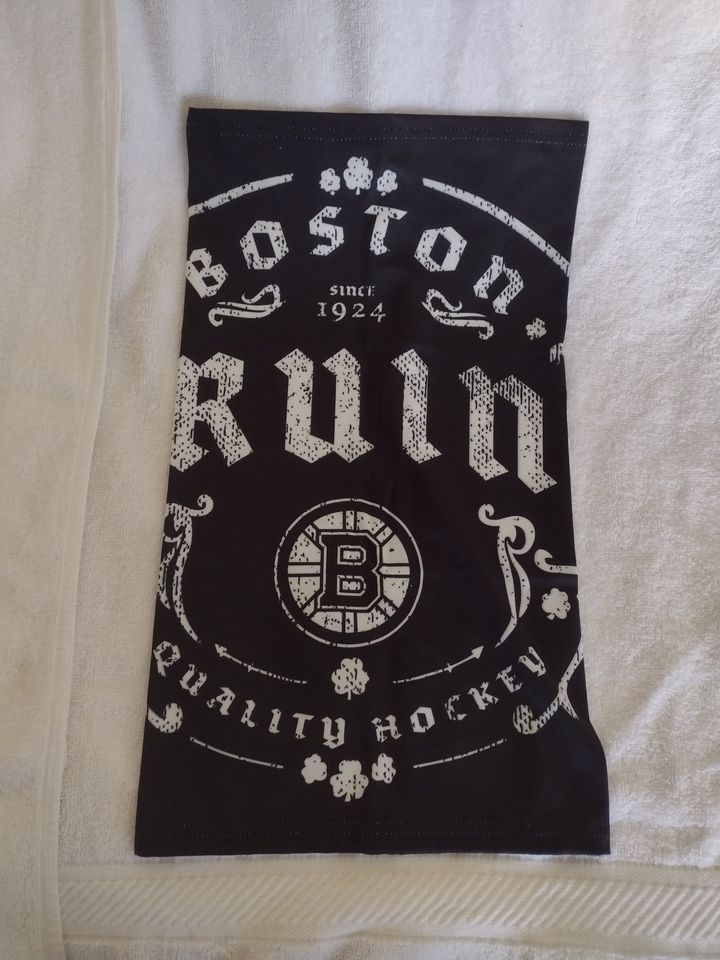 BOSTON
SINCE
1924
RUIN
B
QUALITY HOCKEY